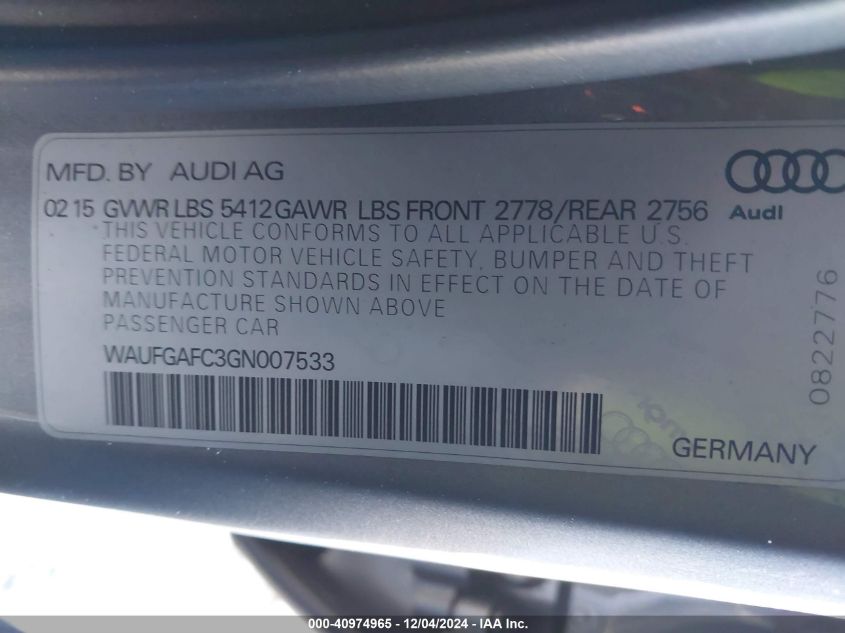 MFD. BY AUDI AG
Audi
02 15 GVWR LBS 5412 GAWR LBS FRONT 2778/REAR 2756
THIS VEHICLE CONFORMS TO ALL APPLICABLE U.S.
FEDERAL MOTOR VEHICLE SAFETY, BUMPER AND THEFT
PREVENTION STANDARDS IN EFFECT ON THE DATE OF
MANUFACTURE SHOWN ABOVE
PASSENGER CAR
WAUFGAFC3GN007533
0822776
GERMANY
000-40974965 - 12/04/2024 - IAA Inc.